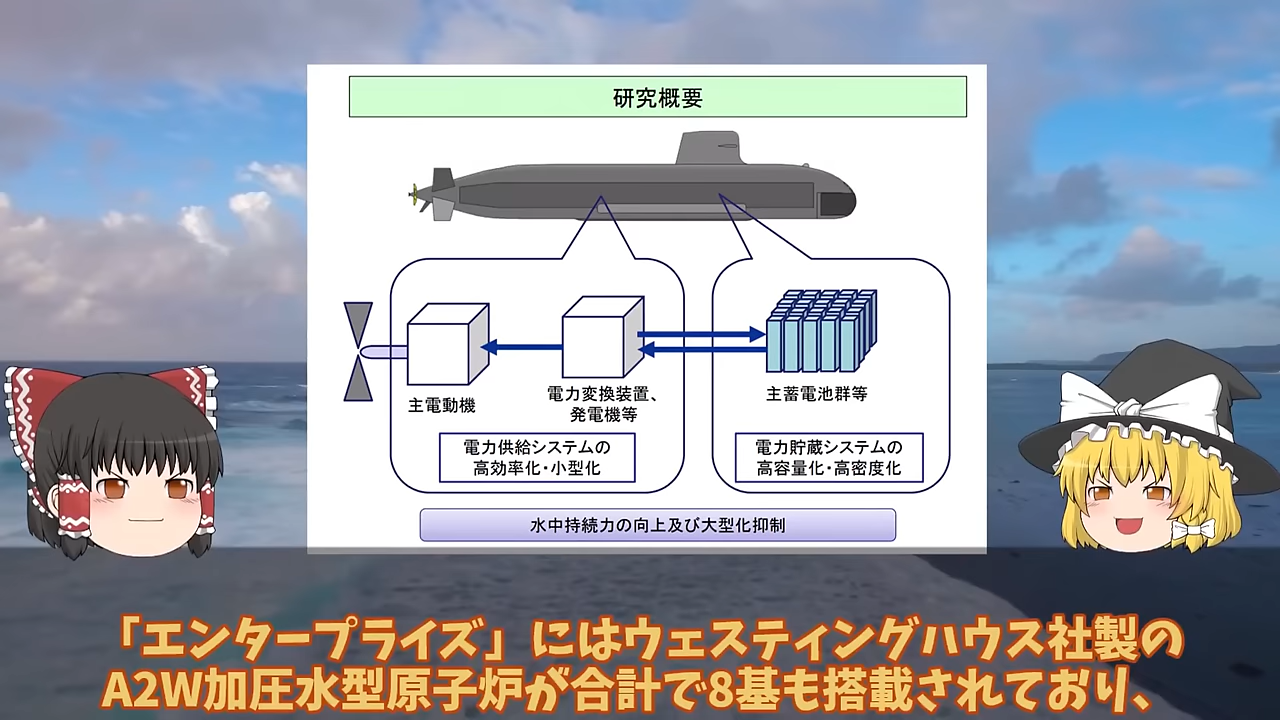 研究概要
主電動機
電力変換装置、
発電機等
主蓄電池群等
電力供給システムの
高効率化・小型化
電力貯蔵システムの
高容量化・高密度化
水中持続力の向上及び大型化抑制
「エンタープライズ」にはウェスティングハウス社製の
A2W加圧水型原子炉が合計で8基も搭載されており、